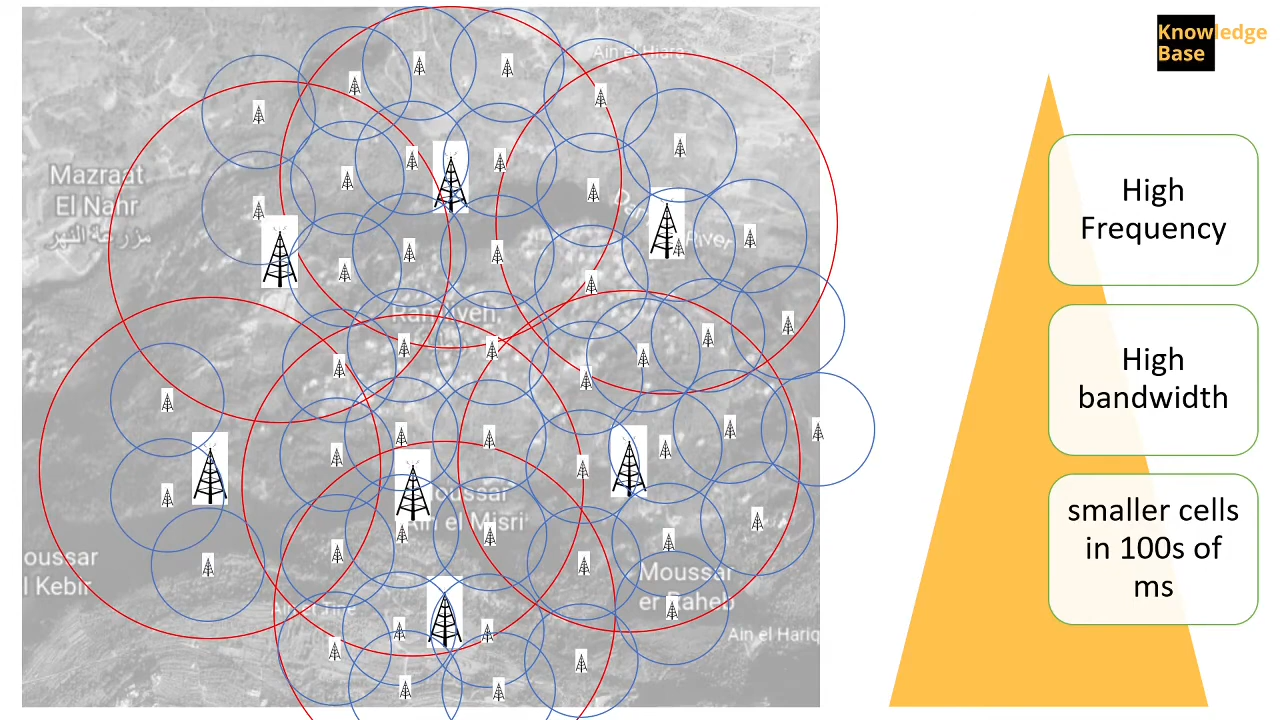 Knowledge
Base
Ain el Hiara
Mazraat
El Nahr
مزرعة النهر
River
High
Frequency
High
bandwidth
smaller cells
in 100s of
ms
Ain el Misri
oussar
l Kebir
Moussar
er Raheb
Ain el Hariq